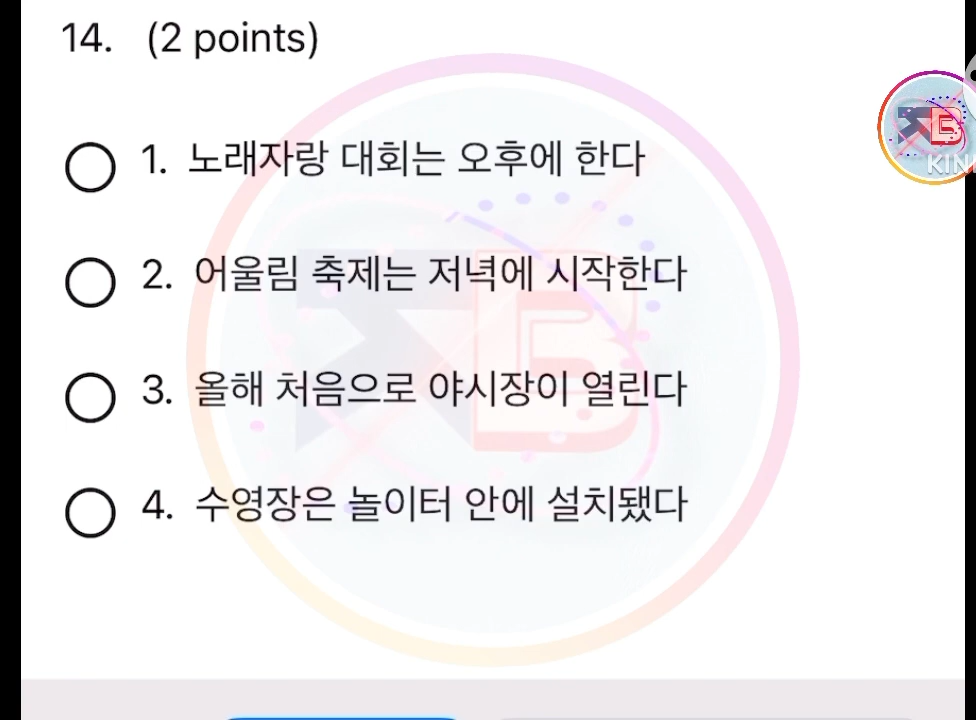 14. (2 points)
1. 노래자랑 대회는 오후에 한다
2. 어울림 축제는 저녁에 시작한다
3. 올해 처음으로 야시장이 열린다
4. 수영장은 놀이터 안에 설치됐다